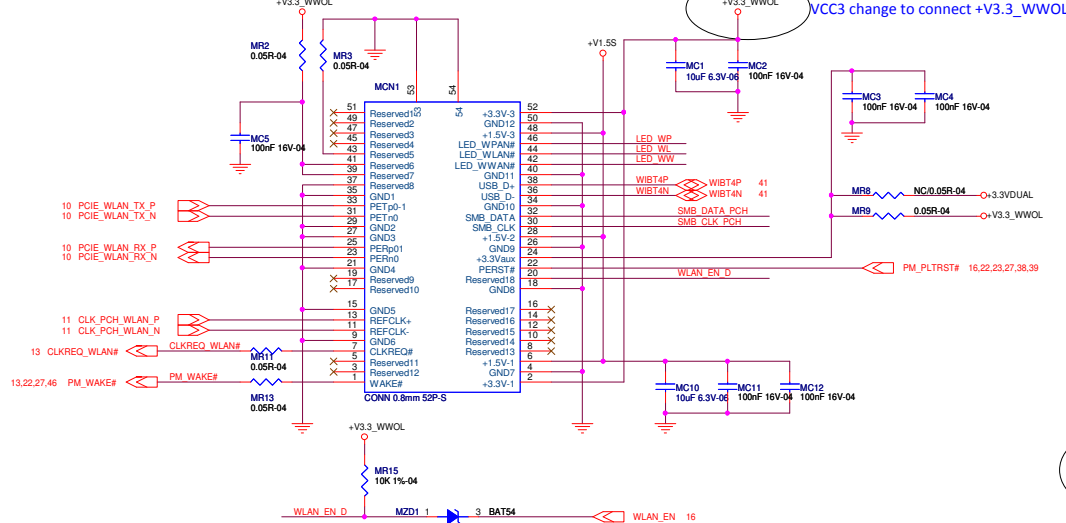 +V3.3_WWOL
+V3.3_WWOL
VCC3 change to connect +V3.3_WWOL
MR2
0.05R-04
MR3
0.05R-04
+V1.5S
MC1
10uF 6.3V-06
MC2
100nF 16V-04
MC3
100nF 16V-04
MC4
100nF 16V-04
MC5
100nF 16V-04
MCN1
53
54
53
54
51 Reserved1 +3.3V-3 52
49 Reserved2 GND12 50
47 Reserved3 +1.5V-3 48
45 Reserved4 LED_WPAN# 46 LED_WP
43 Reserved5 LED_WLAN# 44 LED_WL
41 Reserved6 LED_WWAN# 42 LED_WW
39 Reserved7 GND11 40
37 Reserved8 USB_D+ 38 WIBT4P WIBT4P 41
35 GND1 USB_D- 36 WIBT4N WIBT4N 41
10 PCIE_WLAN_TX_P 33 PETp0-1 GND10 34
10 PCIE_WLAN_TX_N 31 PETn0 SMB_DATA 32 SMB_DATA_PCH
29 GND2 SMB_CLK 30 SMB_CLK_PCH
27 GND3 +1.5V-2 28
10 PCIE_WLAN_RX_P 25 PERp01 GND9 26
10 PCIE_WLAN_RX_N 23 PERn0 +3.3Vaux 24
21 GND4 PERST# 22 PM_PLTRST# 16,22,23,27,38,39
19 Reserved9 Reserved18 20 WLAN_EN_D
17 Reserved10 GND8 18
MR8 NC/0.05R-04 +3.3VDUAL
MR9 0.05R-04 +V3.3_WWOL
15 GND5 Reserved17 16
11 CLK_PCH_WLAN_P 13 REFCLK+ Reserved16 14
11 CLK_PCH_WLAN_N 11 REFCLK- Reserved15 12
9 GND6 Reserved14 10
13 CLKREQ_WLAN# CLKREQ_WLAN# 7 CLKREQ# Reserved13 8
MR11
0.05R-04
5 Reserved11 +1.5V-1 6
3 Reserved12 GND7 4
13,22,27,46 PM_WAKE# PM_WAKE# 1 WAKE# +3.3V-1 2
MR13
0.05R-04
CONN 0.8mm 52P-S
MC10
10uF 6.3V-06
MC11
100nF 16V-04
MC12
100nF 16V-04
+V3.3_WWOL
MR15
10K 1%-04
WLAN_EN_D MZD1 1 3 BAT54 WLAN_EN 16